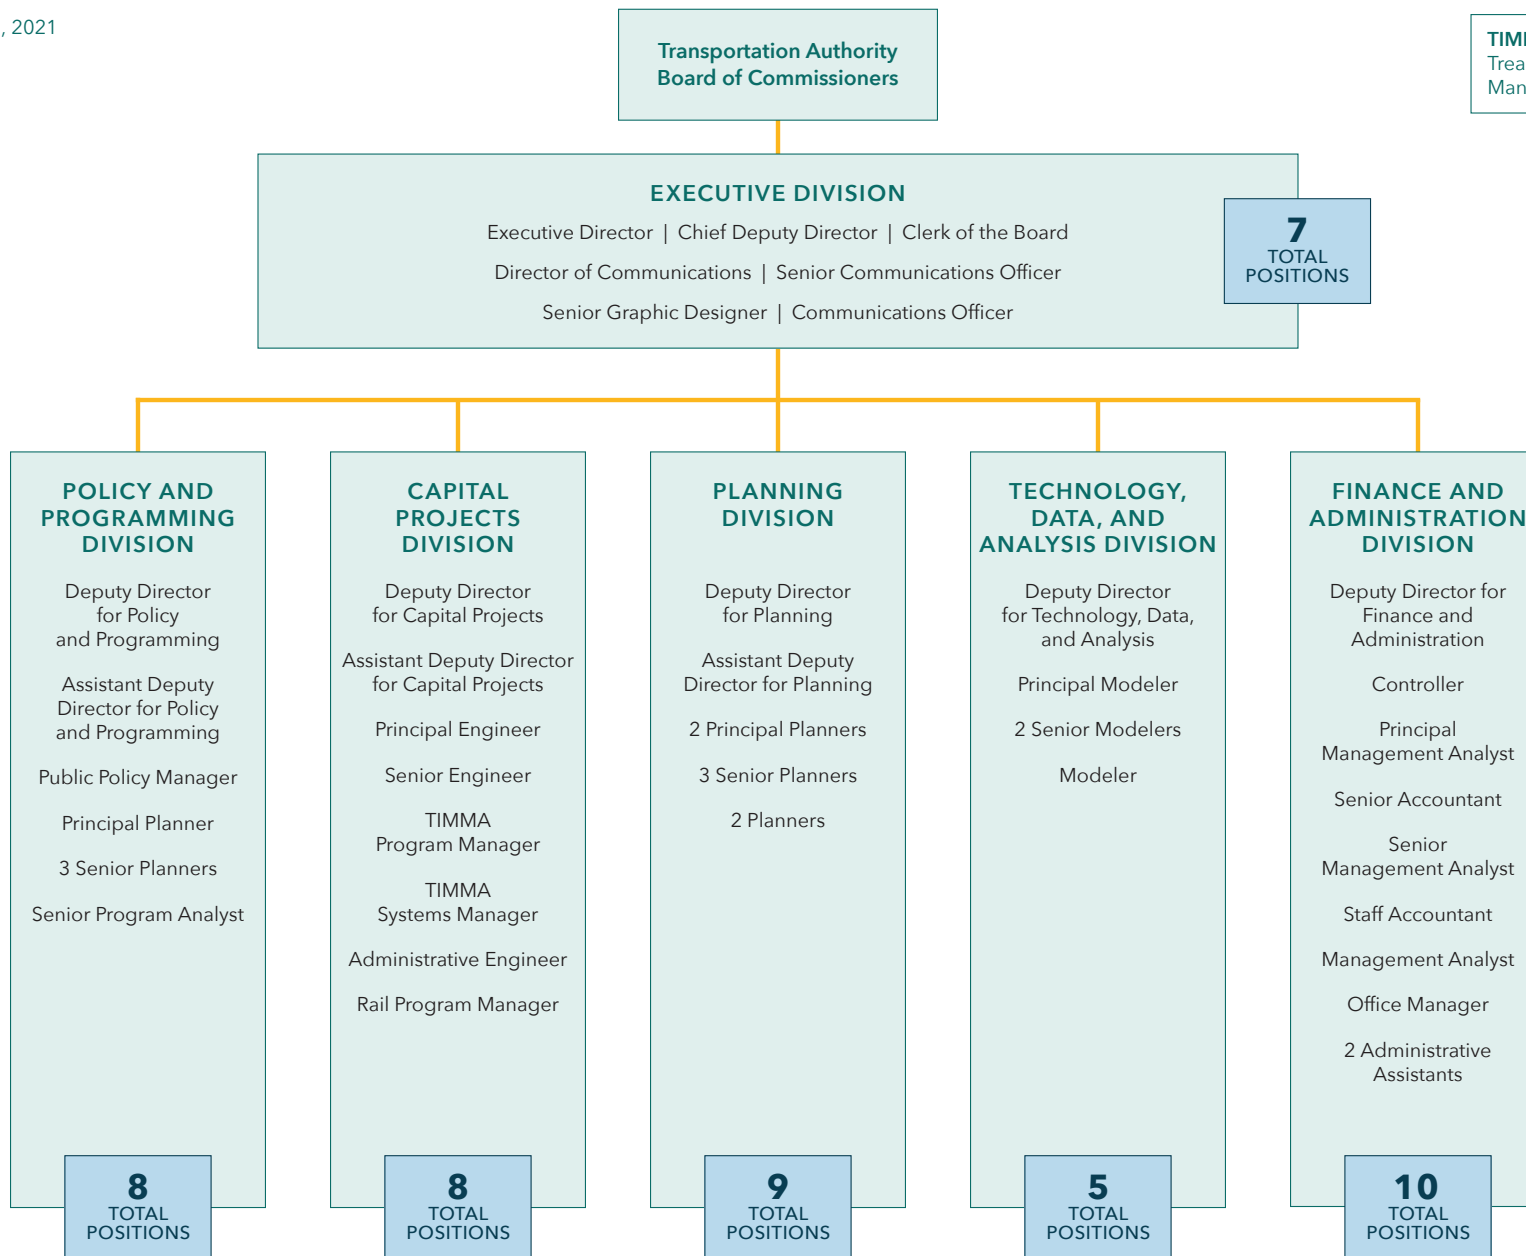 , 2021
Transportation Authority
Board of Commissioners
Man
EXECUTIVE DIVISION
Executive Director | Chief Deputy Director | Clerk of the Board
Director of Communications | Senior Communications Officer
Senior Graphic Designer | Communications Officer
7
TOTAL
POSITIONS
POLICY AND
PROGRAMMING
DIVISION
Deputy Director
for Policy
and Programming
Assistant Deputy
Director for Policy
and Programming
Public Policy Manager
Principal Planner
3 Senior Planners
Senior Program Analyst
8
TOTAL
POSITIONS
CAPITAL
PROJECTS
DIVISION
Deputy Director
for Capital Projects
Assistant Deputy Director
for Capital Projects
Principal Engineer
Senior Engineer
TIMMA
Program Manager
TIMMA
Systems Manager
Administrative Engineer
Rail Program Manager
8
TOTAL
POSITIONS
PLANNING
DIVISION
Deputy Director
for Planning
Assistant Deputy
Director for Planning
2 Principal Planners
3 Senior Planners
2 Planners
9
TOTAL
POSITIONS
TECHNOLOGY,
DATA, AND
ANALYSIS DIVISION
Deputy Director
for Technology, Data,
and Analysis
Principal Modeler
2 Senior Modelers
Modeler
5
TOTAL
POSITIONS
FINANCE AND
ADMINISTRATION
DIVISION
Deputy Director for
Finance and
Administration
Controller
Principal
Management Analyst
Senior Accountant
Senior
Management Analyst
Staff Accountant
Management Analyst
Office Manager
2 Administrative
Assistants
10
TOTAL
POSITIONS